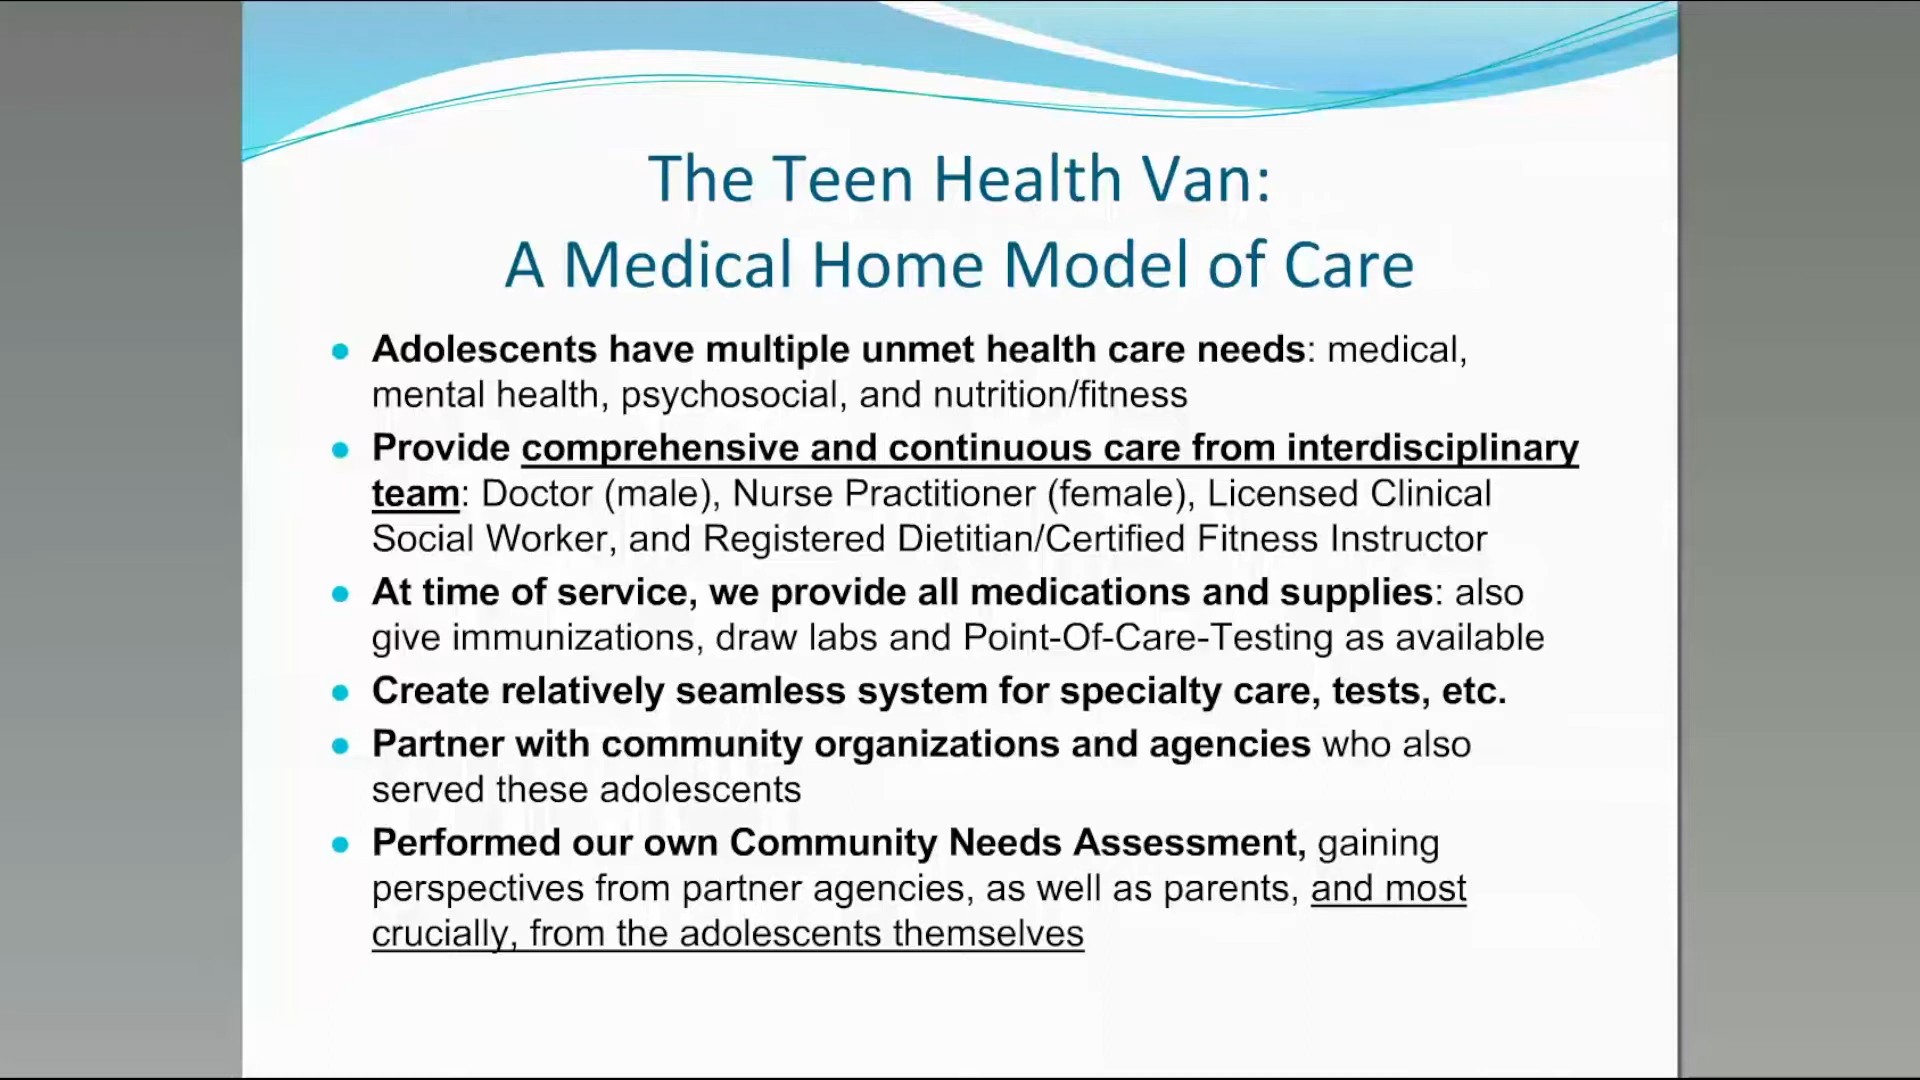 The Teen Health Van:
A Medical Home Model of Care
• Adolescents have multiple unmet health care needs: medical,
mental health, psychosocial, and nutrition/fitness
• Provide comprehensive and continuous care from interdisciplinary
team: Doctor (male), Nurse Practitioner (female), Licensed Clinical
Social Worker, and Registered Dietitian/Certified Fitness Instructor
• At time of service, we provide all medications and supplies: also
give immunizations, draw labs and Point-Of-Care-Testing as available
• Create relatively seamless system for specialty care, tests, etc.
• Partner with community organizations and agencies who also
served these adolescents
• Performed our own Community Needs Assessment, gaining
perspectives from partner agencies, as well as parents, and most
crucially, from the adolescents themselves